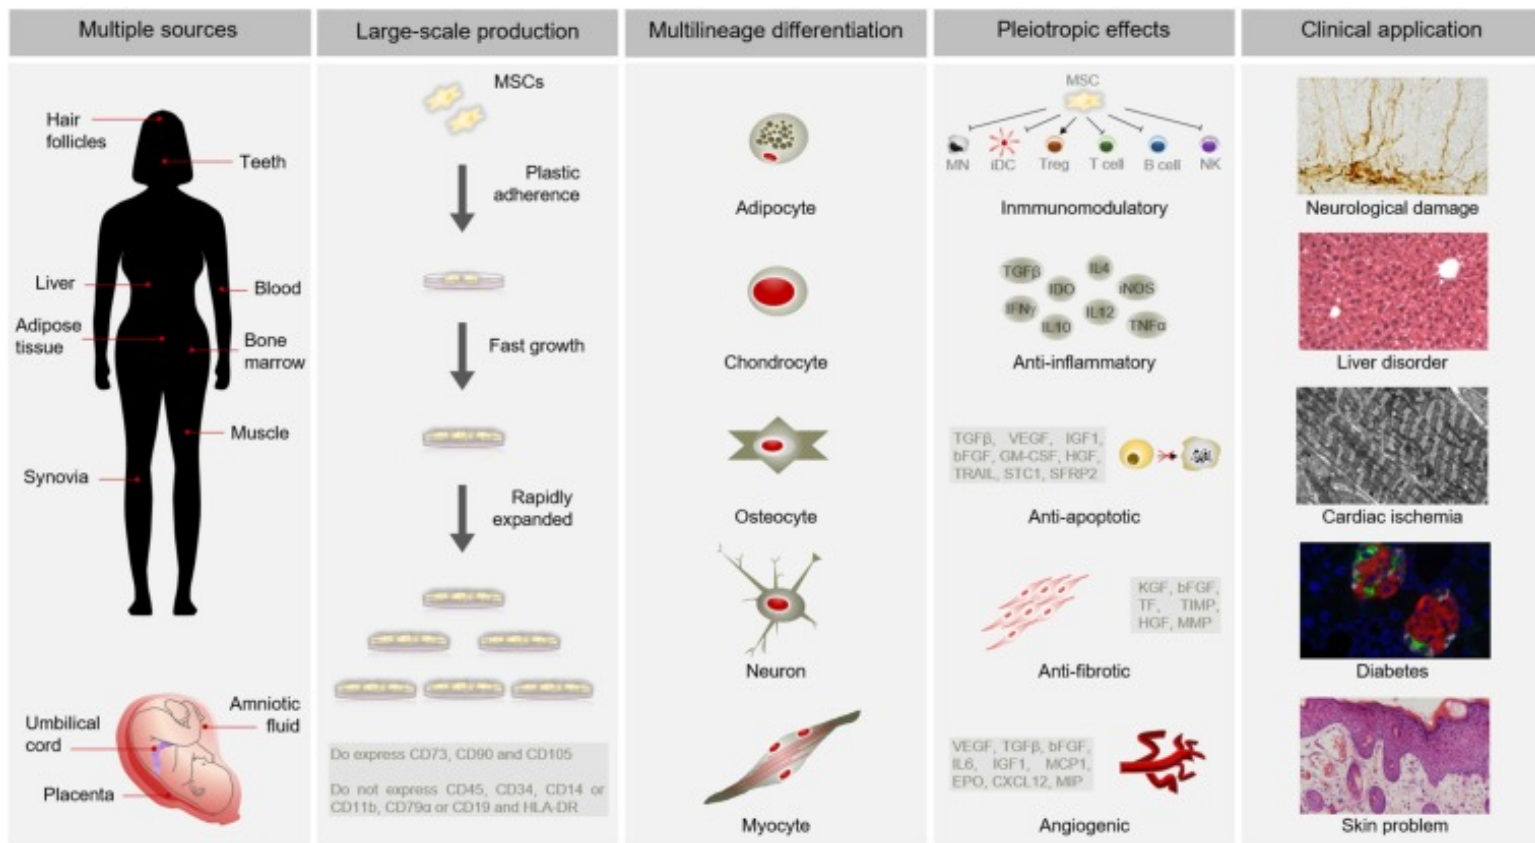 Multiple sources
Large-scale production
Multilineage differentiation
Pleiotropic effects
Clinical application
Hair
follicles
Teeth
Liver
Blood
Adipose
tissue
Bone
marrow
Muscle
Synovia
Amniotic
fluid
Umbilical
cord
Placenta
MSCs
Plastic
adherence
Fast growth
Rapidly
expanded
Do express CD73, CD90 and CD105
Do not express CD45, CD34, CD14 or
CD11b, CD79α or CD19 and HLA-DR
Adipocyte
Chondrocyte
Osteocyte
Neuron
Myocyte
MSC
MN
iDC
Treg
T cell
B cell
NK
Inmmunomodulatory
TGFβ
IL4
IDO
iNOS
IFNγ
IL12
IL10
TNFα
Anti-inflammatory
TGFβ, VEGF, IGF1,
bFGF, GM-CSF, HGF,
TRAIL, STC1, SFRP2
Anti-apoptotic
KGF, bFGF,
TF, TIMP,
HGF, MMP
Anti-fibrotic
VEGF, TGFβ, bFGF,
IL6, IGF1, MCP1,
EPO, CXCL12, MIP
Angiogenic
Neurological damage
Liver disorder
Cardiac ischemia
Diabetes
Skin problem